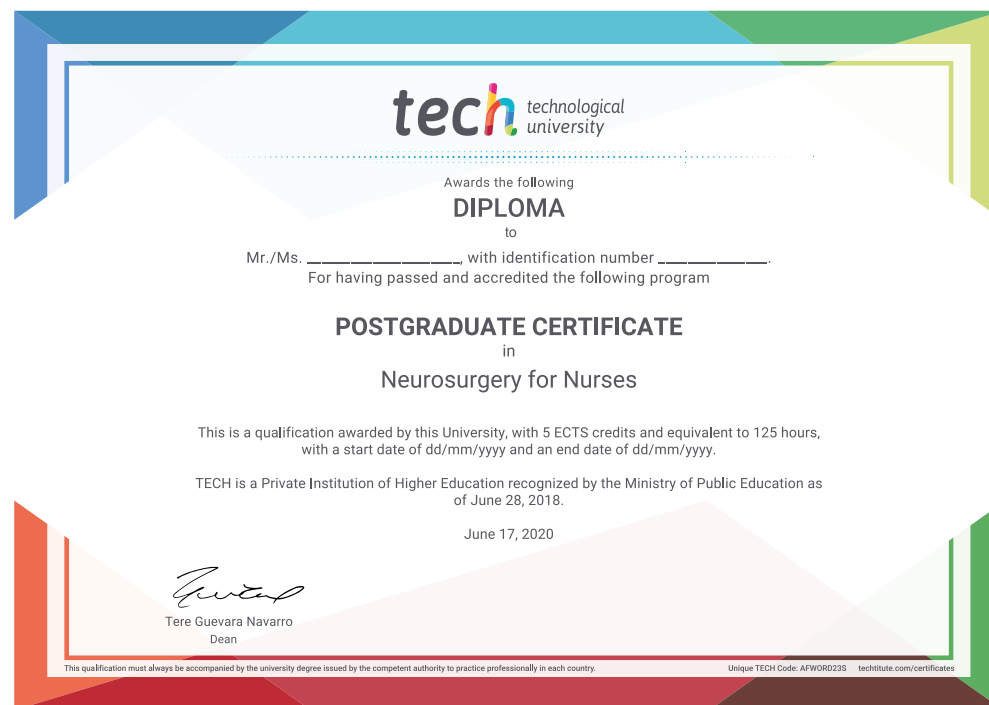 tech technological
university
Awards the following
DIPLOMA
to
Mr./Ms. ____________________, with identification number ______________.
For having passed and accredited the following program
POSTGRADUATE CERTIFICATE
in
Neurosurgery for Nurses
This is a qualification awarded by this University, with 5 ECTS credits and equivalent to 125 hours,
with a start date of dd/mm/yyyy and an end date of dd/mm/yyyy.
TECH is a Private Institution of Higher Education recognized by the Ministry of Public Education as
of June 28, 2018.
June 17, 2020
Tere Guevara Navarro
Dean
This qualification must always be accompanied by the university degree issued by the competent authority to practice professionally in each country.
Unique TECH Code: AFWORD23S techtitute.com/certificates